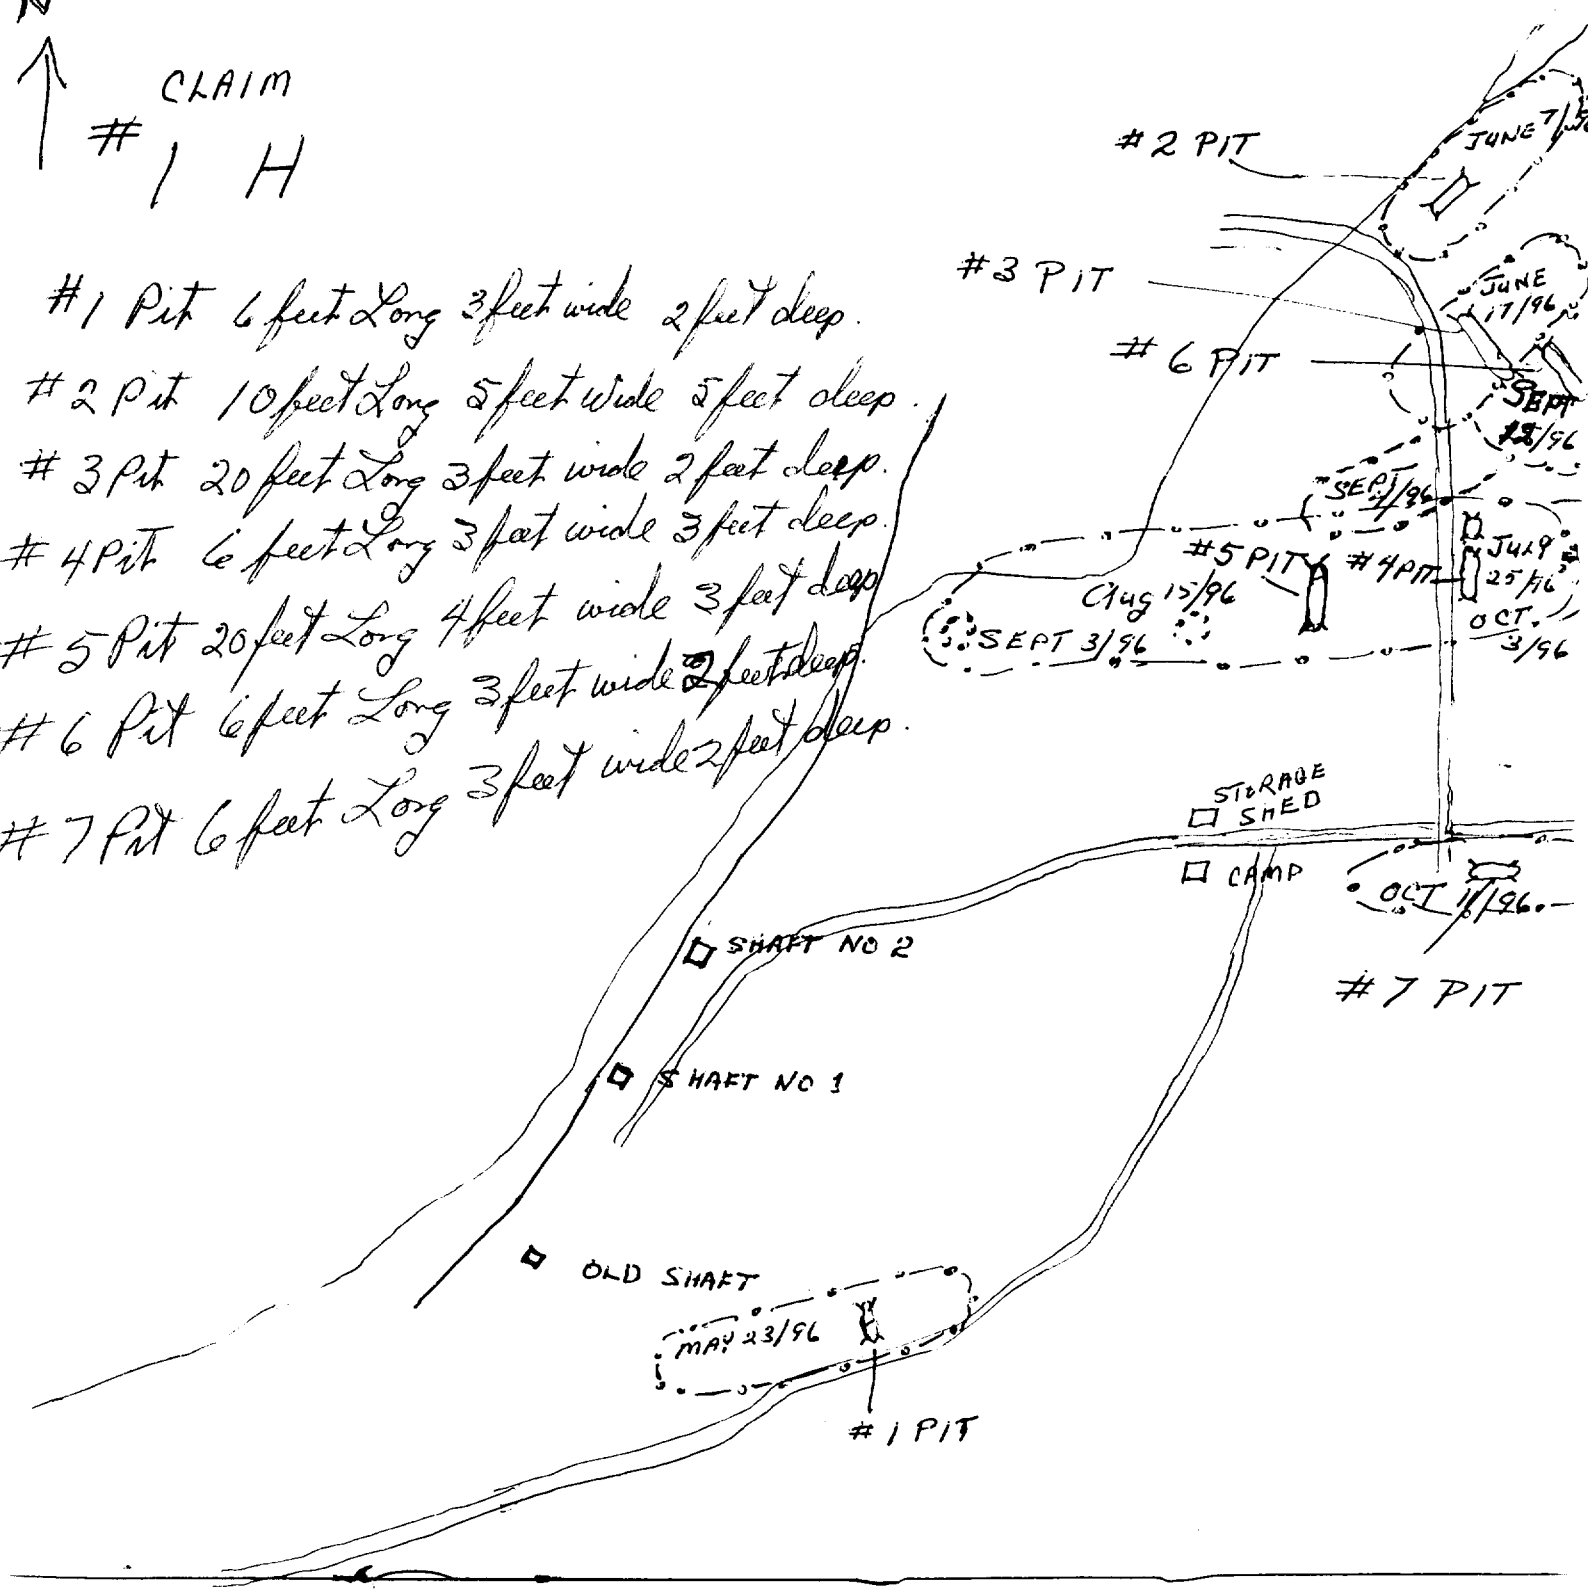 N
CLAIM
# 1 H
#1 Pit 6 feet Long 3 feet wide 2 feet deep.
#2 Pit 10 feet Long 5 feet wide 5 feet deep.
#3 Pit 20 feet Long 3 feet wide 2 feet deep.
#4 Pit 6 feet Long 3 feet wide 3 feet deep.
#5 Pit 20 feet Long 4 feet wide 3 feet deep
#6 Pit 6 feet Long 3 feet wide 2 feet deep.
#7 Pit 6 feet Long 3 feet wide 2 feet deep.
#2 PIT
JUNE 7/
#3 PIT
JUNE
17/96
#6 PIT
SEPT
/96
SEPT /96
#5 PIT
#4 PIT
JULY
25/96
Aug 15/96
OCT.
3/96
SEPT 3/96
STORAGE
SHED
CAMP
OCT 11/96
#7 PIT
SHAFT NO 2
SHAFT NO 1
OLD SHAFT
MAY 23/96
#1 PIT